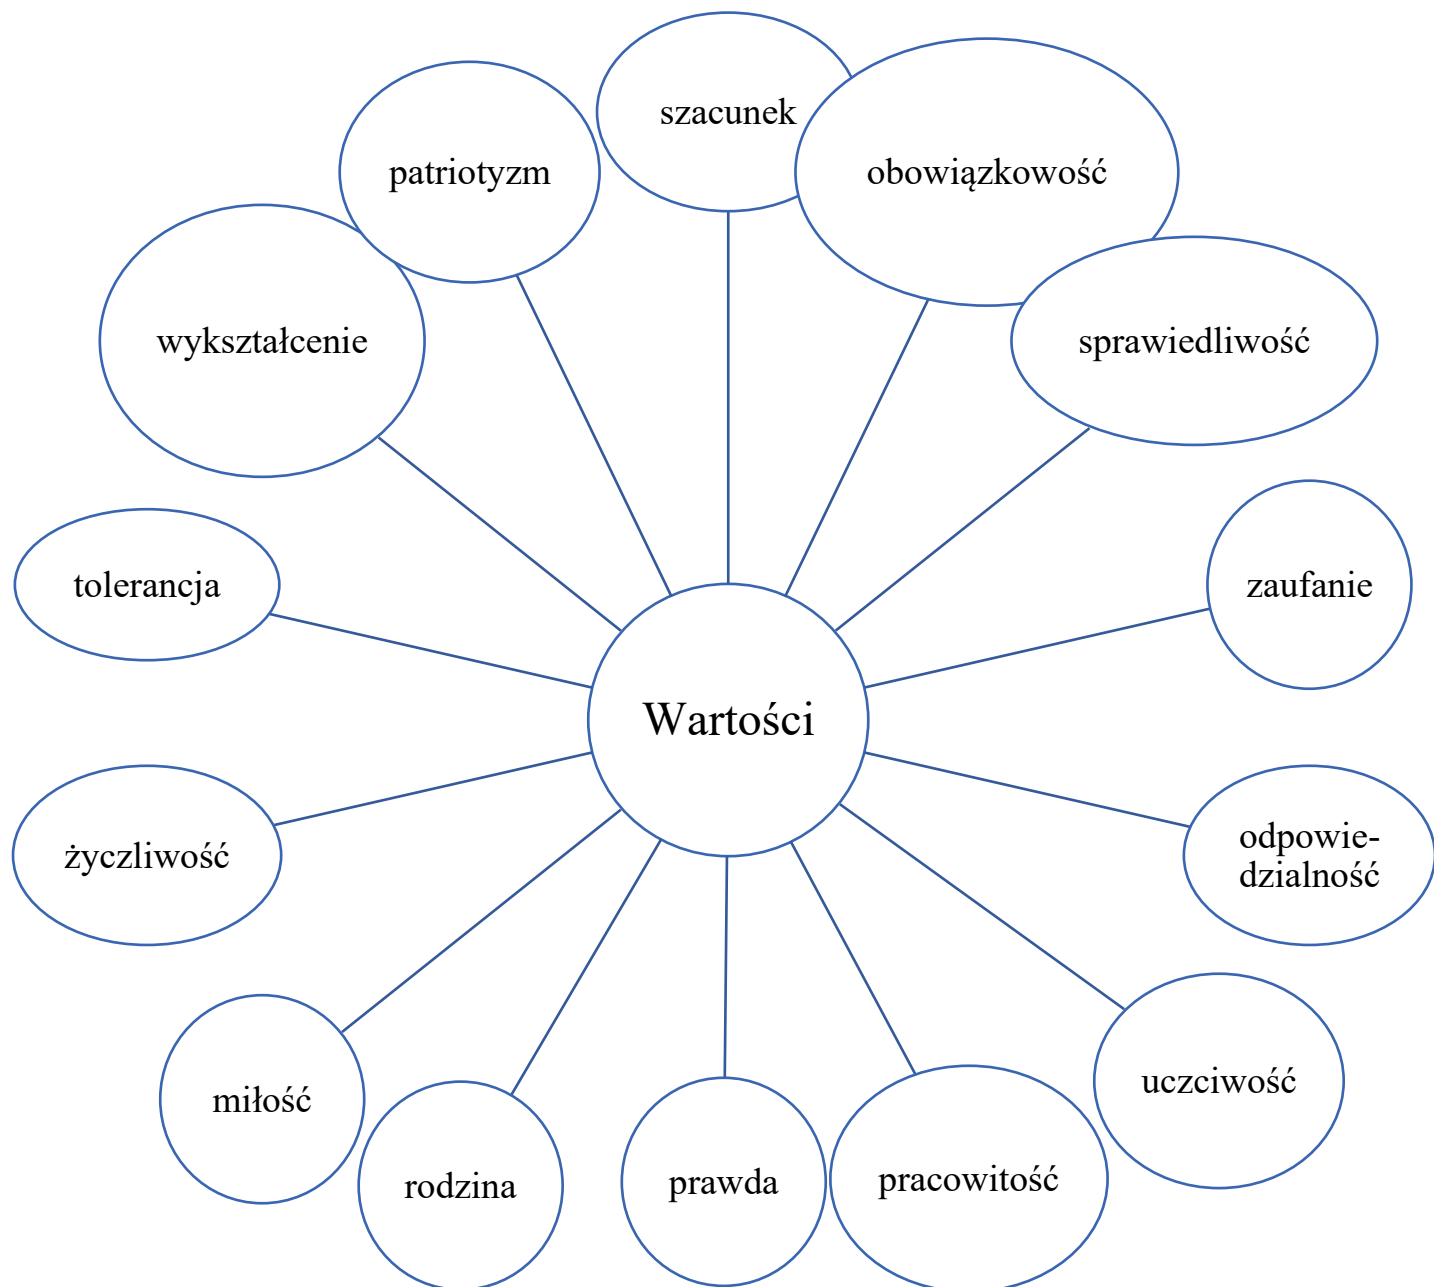 szacunek
patriotyzm
obowiązkowość
wykształcenie
sprawiedliwość
tolerancja
zaufanie
Wartości
życzliwość
odpowie-
dzialność
miłość
uczciwość
rodzina
prawda
pracowitość